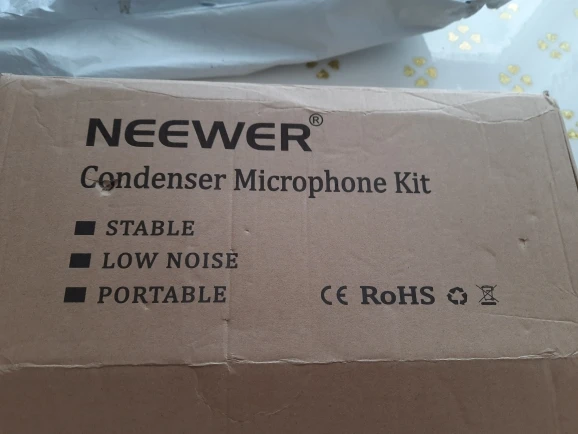 NEEWER®
Condenser Microphone Kit
STABLE
LOW NOISE
PORTABLE CE RoHS